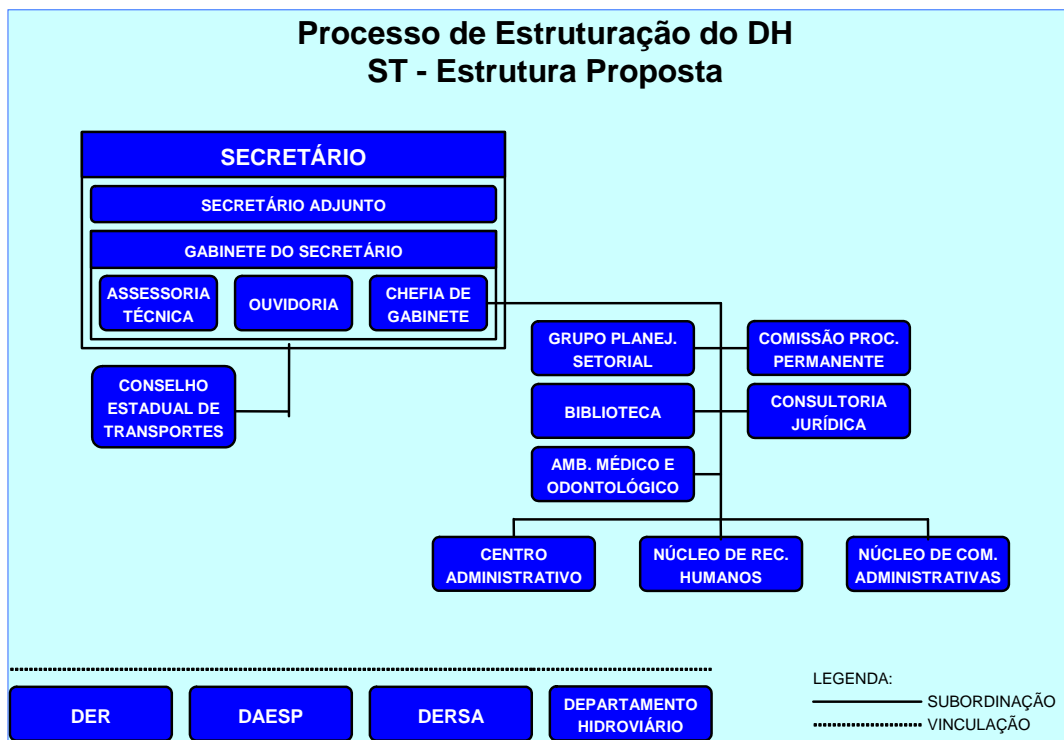 Processo de Estruturação do DH
ST - Estrutura Proposta
SECRETÁRIO
SECRETÁRIO ADJUNTO
GABINETE DO SECRETÁRIO
ASSESSORIA
TÉCNICA
OUVIDORIA
CHEFIA DE
GABINETE
GRUPO PLANEJ.
SETORIAL
COMISSÃO PROC.
PERMANENTE
CONSELHO
ESTADUAL DE
TRANSPORTES
BIBLIOTECA
CONSULTORIA
JURÍDICA
AMB. MÉDICO E
ODONTOLÓGICO
CENTRO
ADMINISTRATIVO
NÚCLEO DE REC.
HUMANOS
NÚCLEO DE COM.
ADMINISTRATIVAS
DER
DAESP
DERSA
DEPARTAMENTO
HIDROVIÁRIO
LEGENDA:
SUBORDINAÇÃO
VINCULAÇÃO